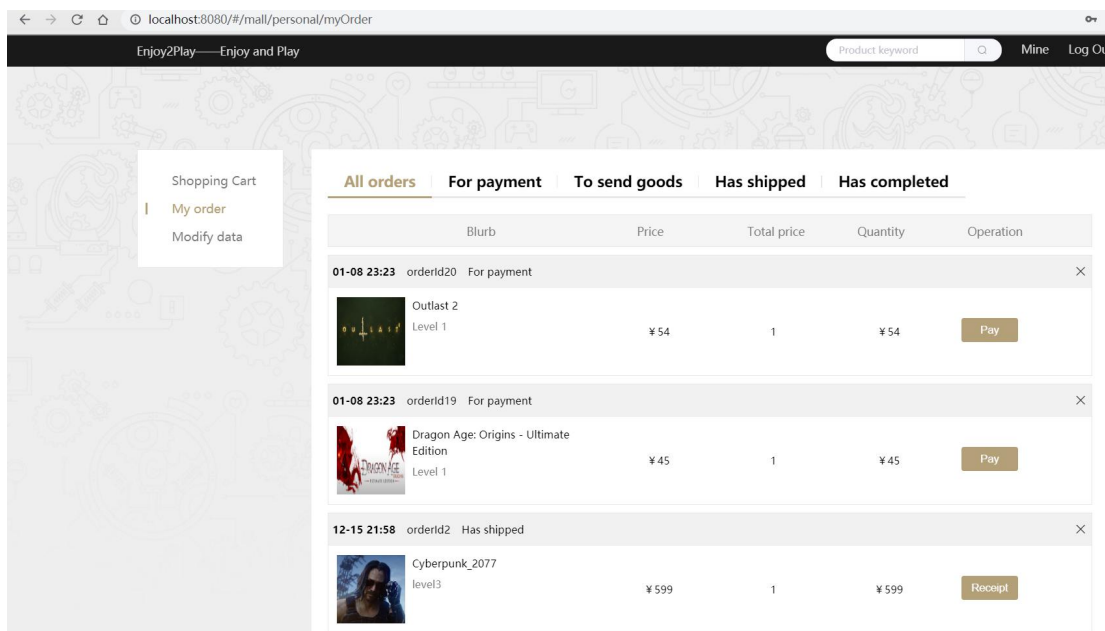 localhost:8080/#/mall/personal/myOrder
Enjoy2Play——Enjoy and Play
Product keyword
Mine
Log Ou
Shopping Cart
My order
Modify data
All orders
For payment
To send goods
Has shipped
Has completed
Blurb
Price
Total price
Quantity
Operation
01-08 23:23 orderId20 For payment
OUTLAST
Outlast 2
Level 1
¥ 54
1
¥ 54
Pay
01-08 23:23 orderId19 For payment
DRAGON AGE
Dragon Age: Origins - Ultimate
Edition
Level 1
¥ 45
1
¥ 45
Pay
12-15 21:58 orderId2 Has shipped
Cyberpunk_2077
level3
¥ 599
1
¥ 599
Receipt